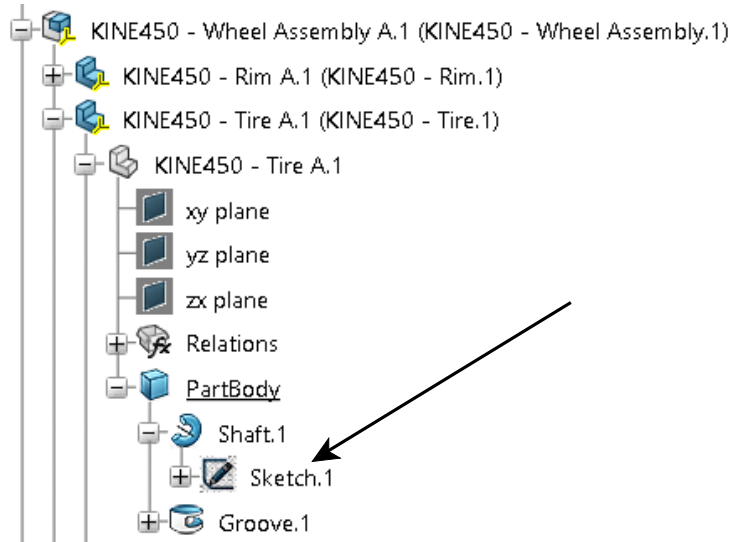 KINE450 - Wheel Assembly A.1 (KINE450 - Wheel Assembly.1)
KINE450 - Rim A.1 (KINE450 - Rim.1)
KINE450 - Tire A.1 (KINE450 - Tire.1)
KINE450 - Tire A.1
xy plane
yz plane
zx plane
Relations
PartBody
Shaft.1
Sketch.1
Groove.1